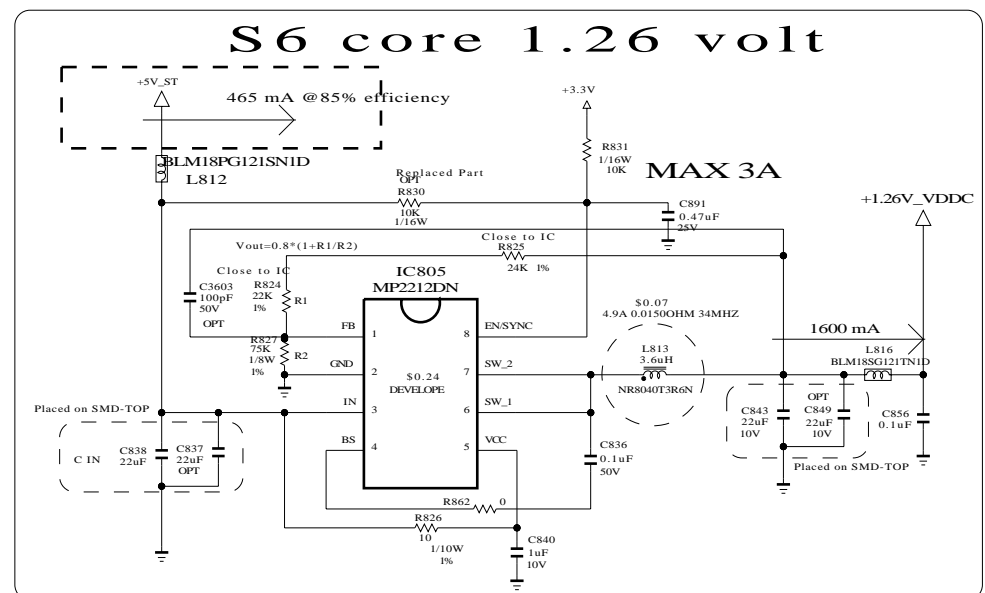 S6 core 1.26 volt
+5V_ST
465 mA @85% efficiency
+3.3V
BLM18PG121SN1D
L812
R831
1/16W
10K
MAX 3A
Replaced Part
OPT
R830
10K
1/16W
C891
0.47uF
25V
+1.26V_VDDC
Vout=0.8*(1+R1/R2)
Close to IC
R825
24K 1%
Close to IC
R824
22K
1%
R1
C3603
100pF
50V
OPT
IC805
MP2212DN
$0.07
4.9A 0.0150OHM 34MHZ
L813
3.6uH
NR8040T3R6N
1600 mA
L816
BLM18SG121TN1D
R827
75K
1/8W
1%
R2
FB
1
8
EN/SYNC
GND
2
7
SW_2
$0.24
DEVELOPE
IN
3
6
SW_1
BS
4
5
VCC
Placed on SMD-TOP
C IN
C838
22uF
C837
22uF
OPT
C836
0.1uF
50V
C843
22uF
10V
OPT
C849
22uF
10V
C856
0.1uF
Placed on SMD-TOP
R862
0
R826
10
1/10W
1%
C840
1uF
10V